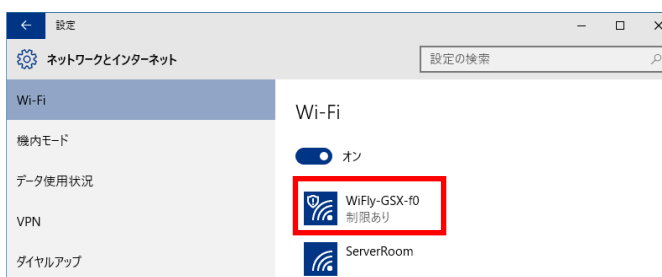 設定
ネットワークとインターネット
設定の検索
Wi-Fi
機内モード
データ使用状況
VPN
ダイヤルアップ
Wi-Fi
オン
WiFly-GSX-f0
制限あり
ServerRoom